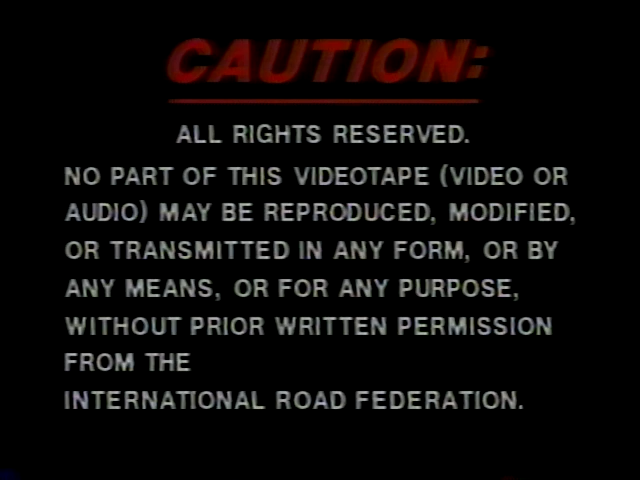 CAUTION:
ALL RIGHTS RESERVED.
NO PART OF THIS VIDEOTAPE (VIDEO OR
AUDIO) MAY BE REPRODUCED, MODIFIED,
OR TRANSMITTED IN ANY FORM, OR BY
ANY MEANS, OR FOR ANY PURPOSE,
WITHOUT PRIOR WRITTEN PERMISSION
FROM THE
INTERNATIONAL ROAD FEDERATION.